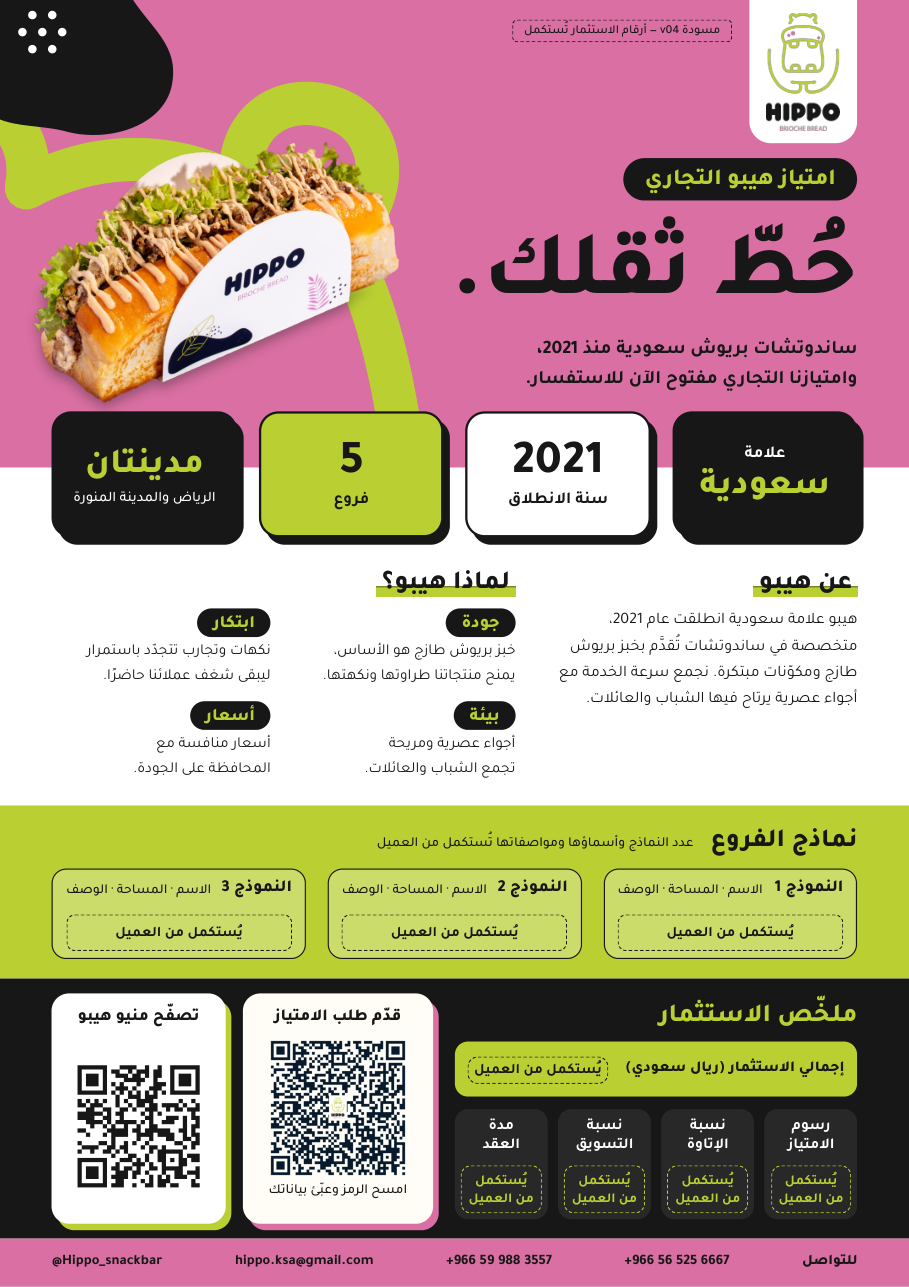 مسودة v04 – أرقام الاستثمار تُستكمل
HIPPO
BRIOCHE BREAD
امتياز هيبو التجاري
حُطّ ثقلك.
HIPPO
BRIOCHE BREAD
ساندوتشات بريوش سعودية منذ 2021،
وامتيازنا التجاري مفتوح الآن للاستفسار.
علامة
سعودية
2021
سنة الانطلاق
5
فروع
مدينتان
الرياض والمدينة المنورة
عن هيبو
هيبو علامة سعودية انطلقت عام 2021،
متخصصة في ساندوتشات تُقدَّم بخبز بريوش
طازج ومكوّنات مبتكرة. نجمع سرعة الخدمة مع
أجواء عصرية يرتاح فيها الشباب والعائلات.
لماذا هيبو؟
جودة
خبز بريوش طازج هو الأساس،
يمنح منتجاتنا طراوتها ونكهتها.
ابتكار
نكهات وتجارب تتجدّد باستمرار
ليبقى شغف عملائنا حاضرًا.
بيئة
أجواء عصرية ومريحة
تجمع الشباب والعائلات.
أسعار
أسعار منافسة مع
المحافظة على الجودة.
نماذج الفروع عدد النماذج وأسماؤها ومواصفاتها تُستكمل من العميل
النموذج 1 الاسم · المساحة · الوصف
يُستكمل من العميل
النموذج 2 الاسم · المساحة · الوصف
يُستكمل من العميل
النموذج 3 الاسم · المساحة · الوصف
يُستكمل من العميل
ملخّص الاستثمار
إجمالي الاستثمار (ريال سعودي) يُستكمل من العميل
رسوم
الامتياز
يُستكمل
من العميل
نسبة
الإتاوة
يُستكمل
من العميل
نسبة
التسويق
يُستكمل
من العميل
مدة
العقد
يُستكمل
من العميل
قدّم طلب الامتياز
امسح الرمز وعبّئ بياناتك
تصفّح منيو هيبو
للتواصل +966 56 525 6667 +966 59 988 3557 hippo.ksa@gmail.com @Hippo_snackbar